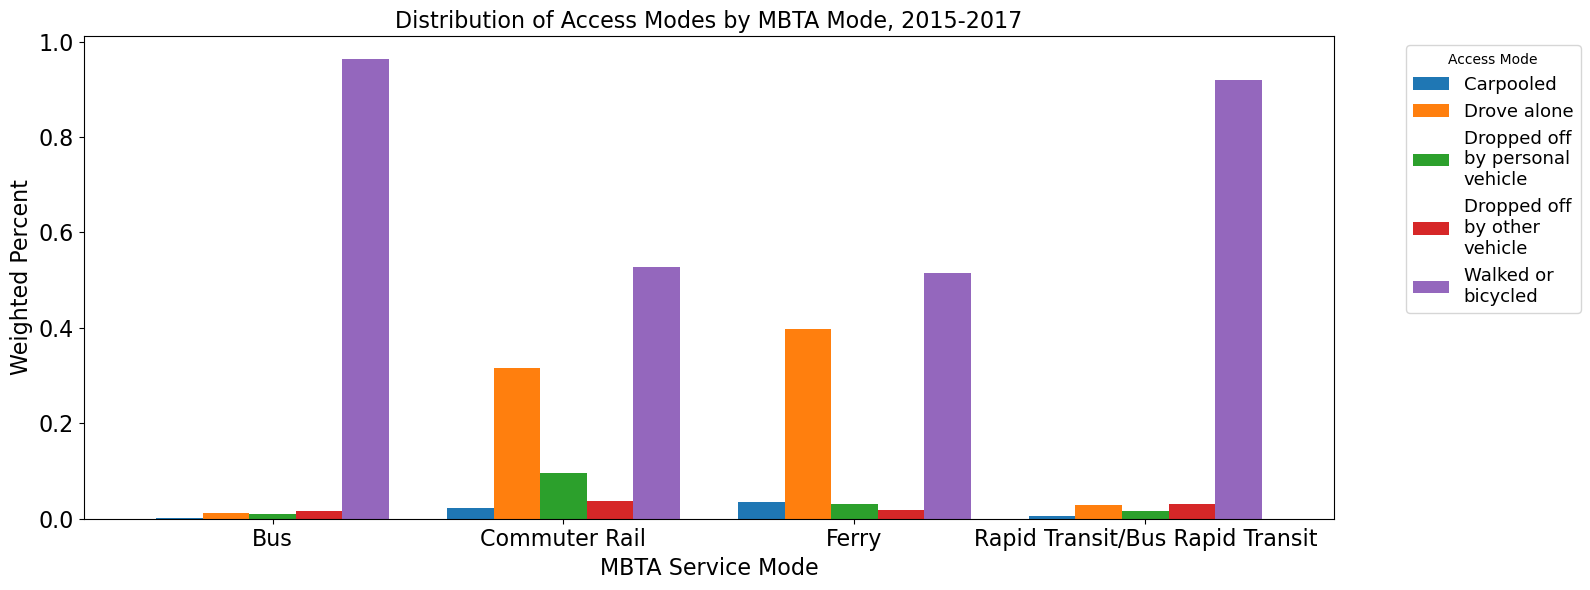 Distribution of Access Modes by MBTA Mode, 2015-2017
Weighted Percent
1.0
0.8
0.6
0.4
0.2
0.0
Bus
Commuter Rail
Ferry
Rapid Transit/Bus Rapid Transit
MBTA Service Mode
Access Mode
Carpooled
Drove alone
Dropped off
by personal
vehicle
Dropped off
by other
vehicle
Walked or
bicycled